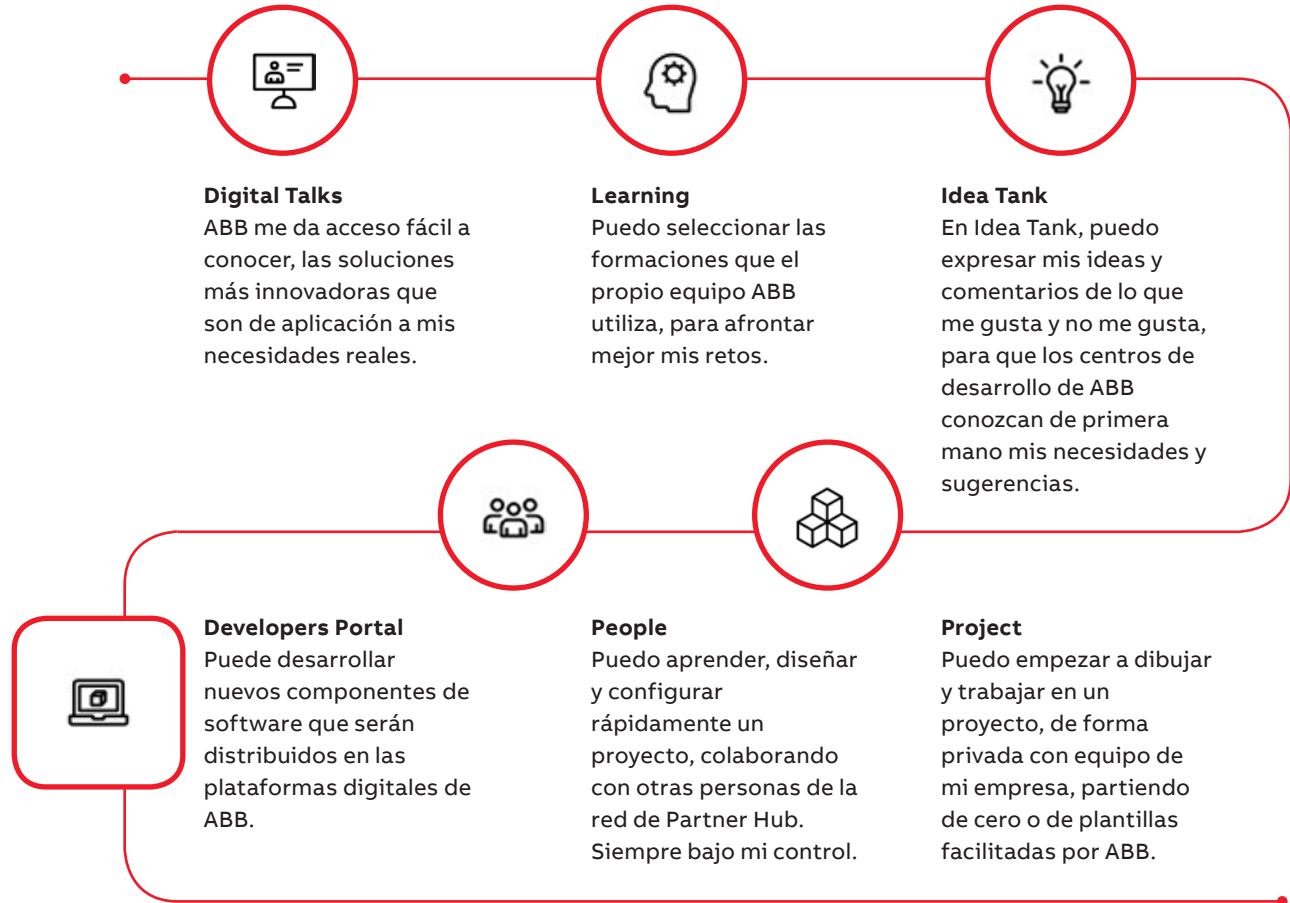 Digital Talks
ABB me da acceso fácil a
conocer, las soluciones
más innovadoras que
son de aplicación a mis
necesidades reales.
Learning
Puedo seleccionar las
formaciones que el
propio equipo ABB
utiliza, para afrontar
mejor mis retos.
Idea Tank
En Idea Tank, puedo
expresar mis ideas y
comentarios de lo que
me gusta y no me gusta,
para que los centros de
desarrollo de ABB
conozcan de primera
mano mis necesidades y
sugerencias.
Developers Portal
Puede desarrollar
nuevos componentes de
software que serán
distribuidos en las
plataformas digitales de
ABB.
People
Puedo aprender, diseñar
y configurar
rápidamente un
proyecto, colaborando
con otras personas de la
red de Partner Hub.
Siempre bajo mi control.
Project
Puedo empezar a dibujar
y trabajar en un
proyecto, de forma
privada con equipo de
mi empresa, partiendo
de cero o de plantillas
facilitadas por ABB.